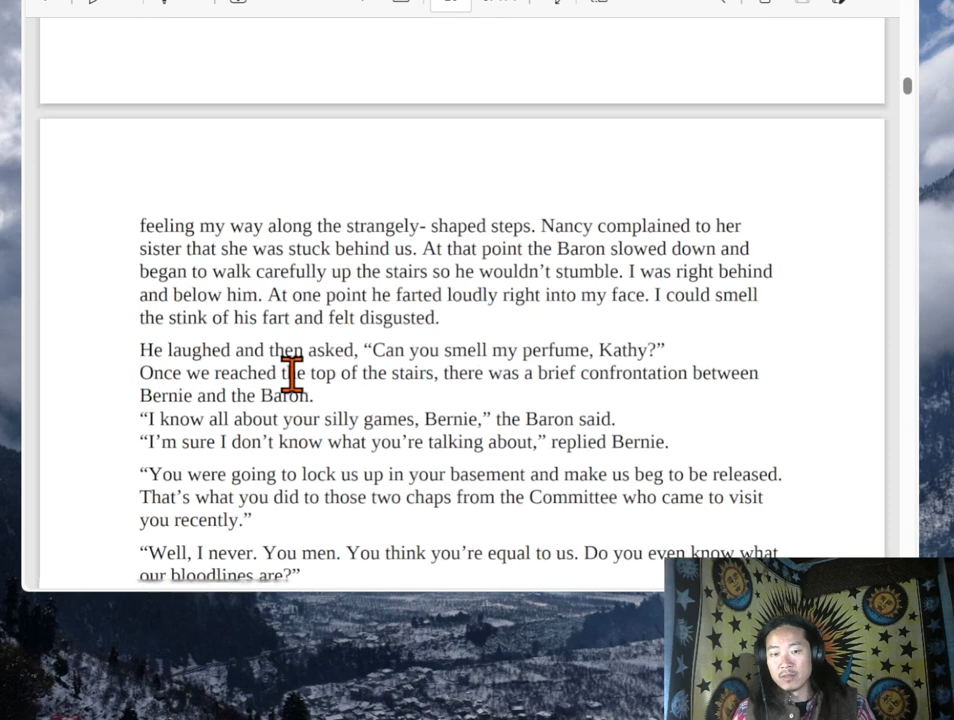 feeling my way along the strangely- shaped steps. Nancy complained to her
sister that she was stuck behind us. At that point the Baron slowed down and
began to walk carefully up the stairs so he wouldn’t stumble. I was right behind
and below him. At one point he farted loudly right into my face. I could smell
the stink of his fart and felt disgusted.
He laughed and then asked, “Can you smell my perfume, Kathy?”
Once we reached the top of the stairs, there was a brief confrontation between
Bernie and the Baron.
“I know all about your silly games, Bernie,” the Baron said.
“I’m sure I don’t know what you’re talking about,” replied Bernie.
“You were going to lock us up in your basement and make us beg to be released.
That’s what you did to those two chaps from the Committee who came to visit
you recently.”
“Well, I never. You men. You think you’re equal to us. Do you even know what
our bloodlines are?”